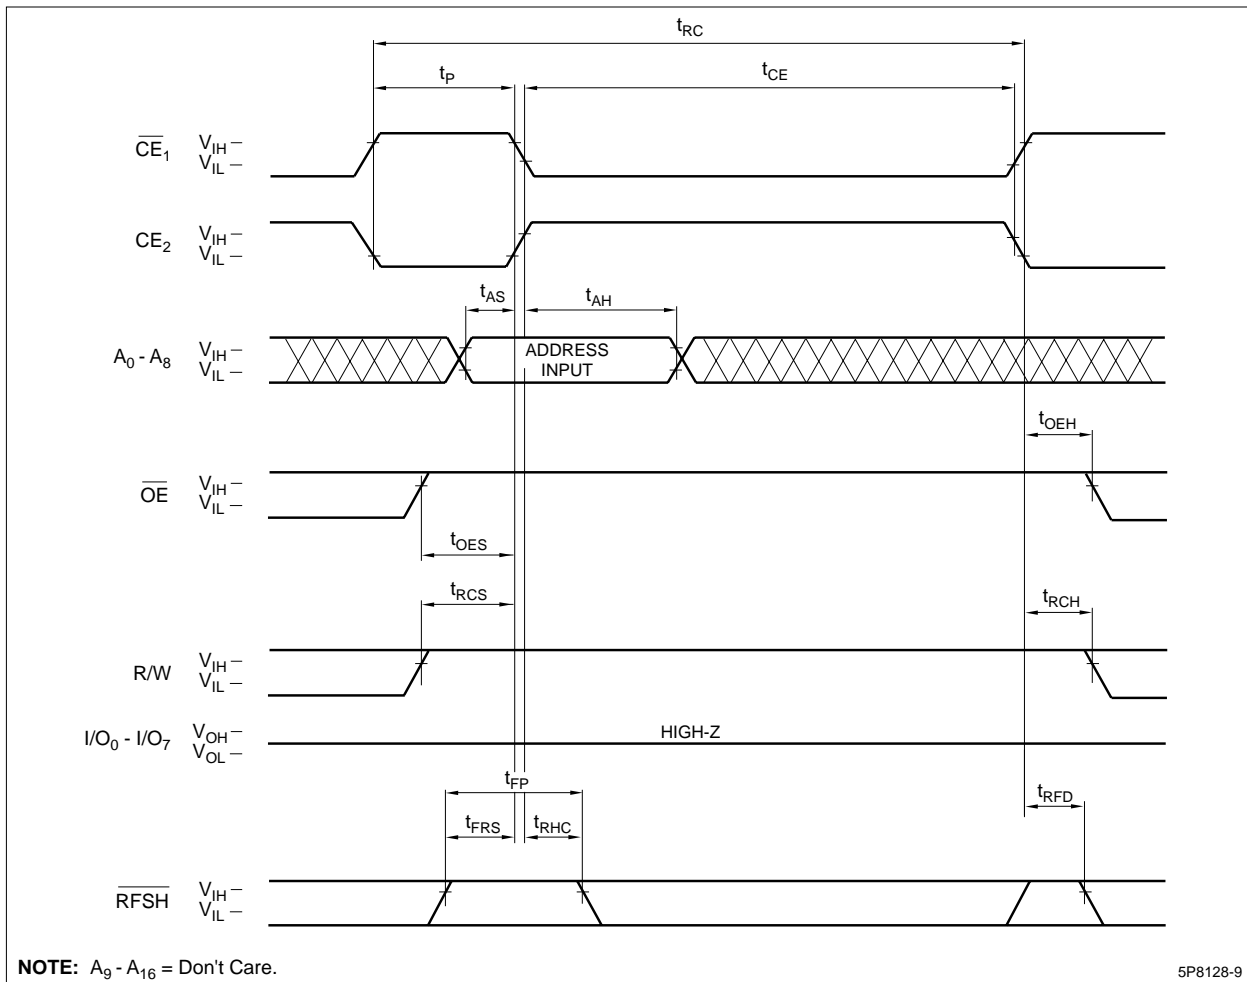 tRC
tP
tCE
CE1 VIH
VIL
CE2 VIH
VIL
tAS
tAH
A0 - A8 VIH
VIL
ADDRESS
INPUT
tOEH
OE VIH
VIL
tOES
tRCS
tRCH
R/W VIH
VIL
I/O0 - I/O7 VOH
VOL
HIGH-Z
tFP
tRFD
tFRS
tRHC
RFSH VIH
VIL
NOTE: A9 - A16 = Don't Care.
5P8128-9